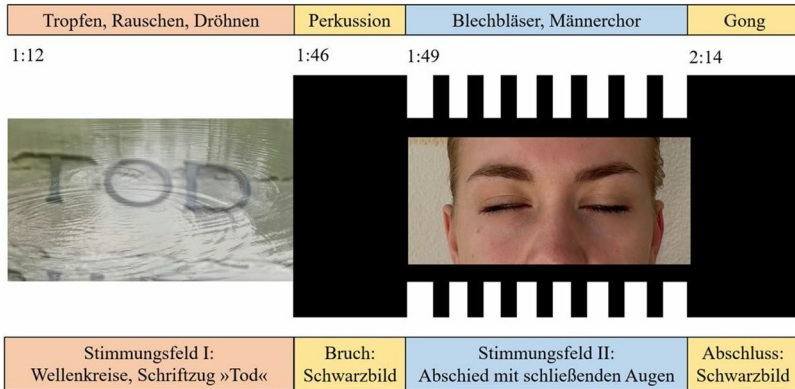 Tropfen, Rauschen, Dröhnen
Perkussion
Blechbläser, Männerchor
Gong
1:12
1:46
1:49
2:14
TOD
Stimmungsfeld I:
Wellenkreise, Schriftzug »Tod«
Bruch:
Schwarzbild
Stimmungsfeld II:
Abschied mit schließenden Augen
Abschluss:
Schwarzbild